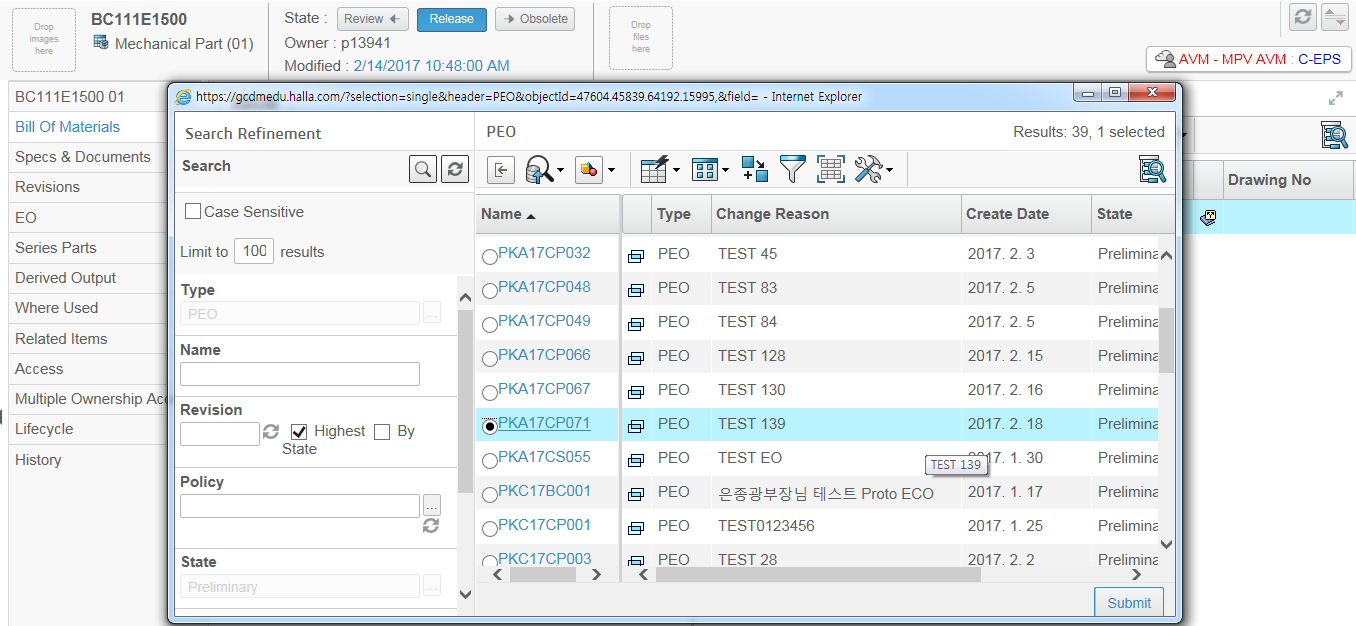 Drop
images
here
BC111E1500
Mechanical Part (01)
State : Review Release Obsolete
Owner : p13941
Modified : 2/14/2017 10:48:00 AM
Drop
files
here
AVM - MPV AVM : C-EPS
BC111E1500 01
Bill Of Materials
Specs & Documents
Revisions
EO
Series Parts
Derived Output
Where Used
Related Items
Access
Multiple Ownership Acc
Lifecycle
History
Drawing No
https://gcdmedu.halla.com/?selection=single&header=PEO&objectId=47604.45839.64192.15995,&field= - Internet Explorer
Search Refinement
Search
Case Sensitive
Limit to 100 results
Type
PEO
...
Name
Revision
Highest By
State
Policy
...
State
Preliminary
...
PEO
Results: 39, 1 selected
Name Type Change Reason Create Date State
PKA17CP032 PEO TEST 45 2017. 2. 3 Prelimina
PKA17CP048 PEO TEST 83 2017. 2. 5 Prelimina
PKA17CP049 PEO TEST 84 2017. 2. 5 Prelimina
PKA17CP066 PEO TEST 128 2017. 2. 15 Prelimina
PKA17CP067 PEO TEST 130 2017. 2. 16 Prelimina
PKA17CP071 PEO TEST 139 2017. 2. 18 Prelimina
PKA17CS055 PEO TEST EO 2017. 1. 30 Prelimina
TEST 139
PKC17BC001 PEO 은종광부장님 테스트 Proto ECO 2017. 1. 17 Prelimina
PKC17CP001 PEO TEST0123456 2017. 1. 25 Prelimina
PKC17CP003 PEO TEST 28 2017. 2. 2 Prelimina
Submit